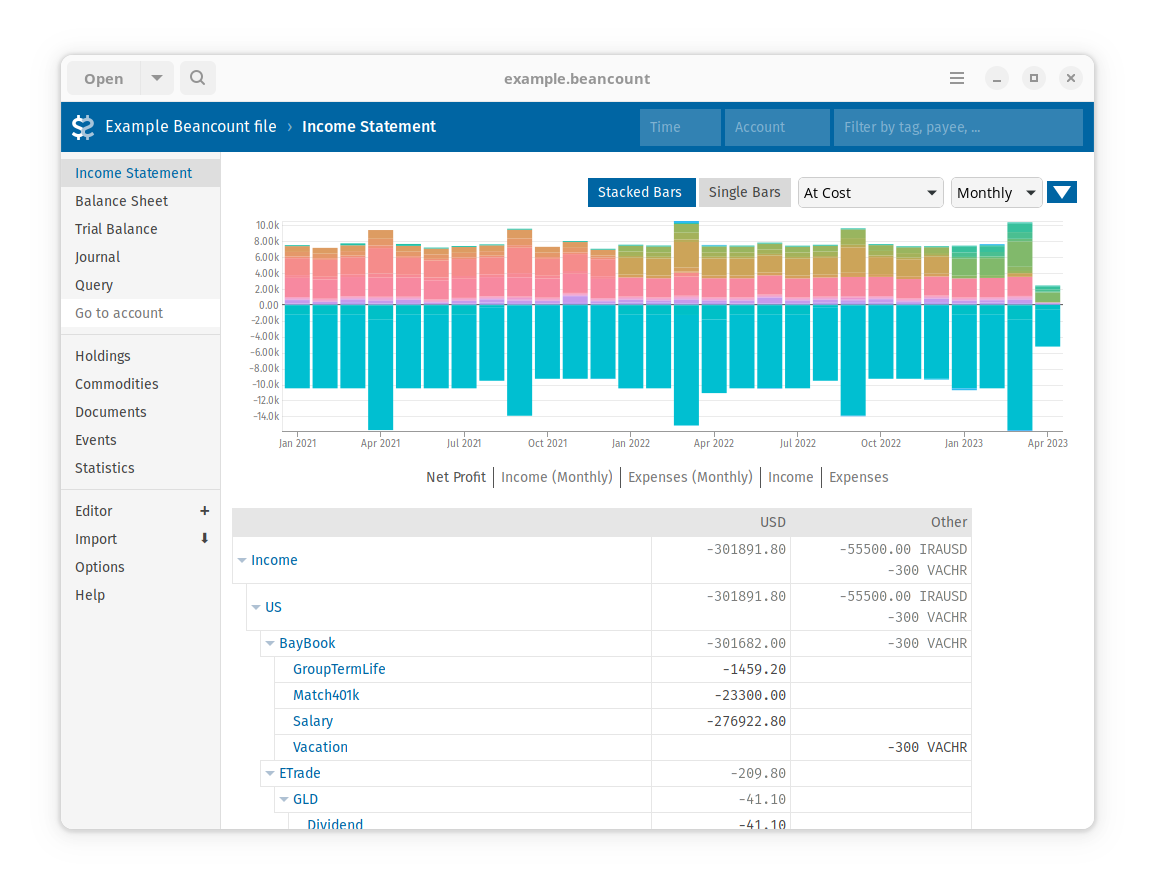 Open
example.beancount
Example Beancount file › Income Statement
Time
Account
Filter by tag, payee, ...
Income Statement
Balance Sheet
Trial Balance
Journal
Query
Go to account
Holdings
Commodities
Documents
Events
Statistics
Editor +
Import
Options
Help
Stacked Bars Single Bars At Cost Monthly
10.0k
8.00k
6.00k
4.00k
2.00k
0.00
-2.00k
-4.00k
-6.00k
-8.00k
-10.0k
-12.0k
-14.0k
Jan 2021 Apr 2021 Jul 2021 Oct 2021 Jan 2022 Apr 2022 Jul 2022 Oct 2022 Jan 2023 Apr 2023
Net Profit Income (Monthly) Expenses (Monthly) Income Expenses
USD Other
Income -301891.80 -55500.00 IRAUSD
-300 VACHR
US -301891.80 -55500.00 IRAUSD
-300 VACHR
BayBook -301682.00 -300 VACHR
GroupTermLife -1459.20
Match401k -23300.00
Salary -276922.80
Vacation -300 VACHR
ETrade -209.80
GLD -41.10
Dividend -41.10